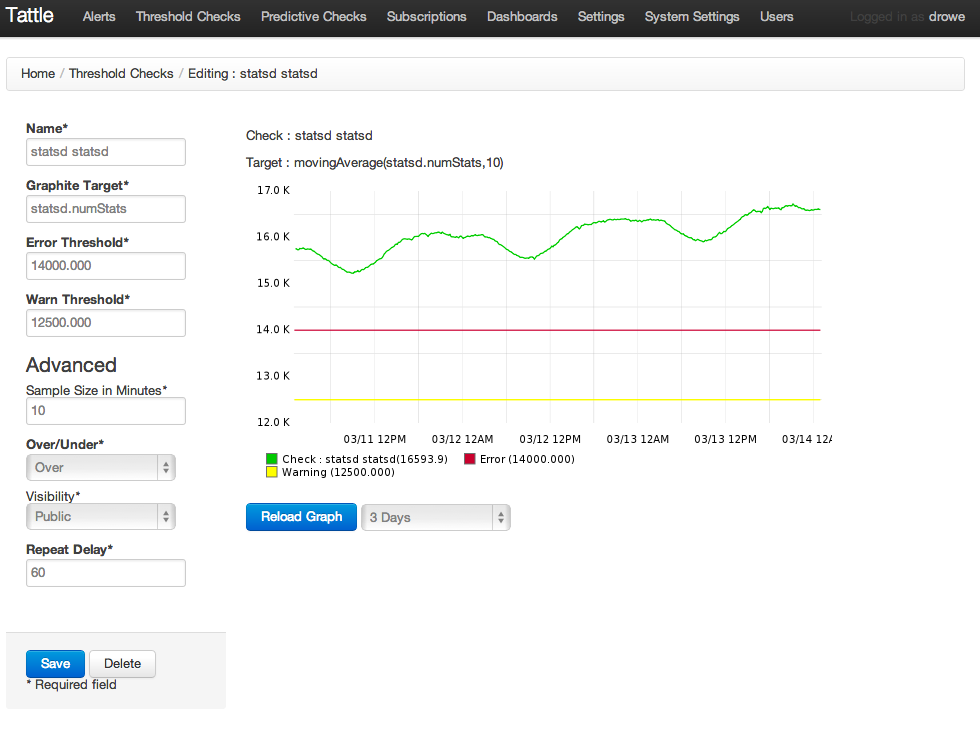 Tattle Alerts Threshold Checks Predictive Checks Subscriptions Dashboards Settings System Settings Users Logged in as drowe
Home / Threshold Checks / Editing : statsd statsd
Name*
statsd statsd
Graphite Target*
statsd.numStats
Error Threshold*
14000.000
Warn Threshold*
12500.000
Advanced
Sample Size in Minutes*
10
Over/Under*
Over
Visibility*
Public
Repeat Delay*
60
Save Delete
* Required field
Check : statsd statsd
Target : movingAverage(statsd.numStats,10)
17.0 K
16.0 K
15.0 K
14.0 K
13.0 K
12.0 K
03/11 12PM 03/12 12AM 03/12 12PM 03/13 12AM 03/13 12PM 03/14 12A
Check : statsd statsd(16593.9) Error (14000.000)
Warning (12500.000)
Reload Graph 3 Days